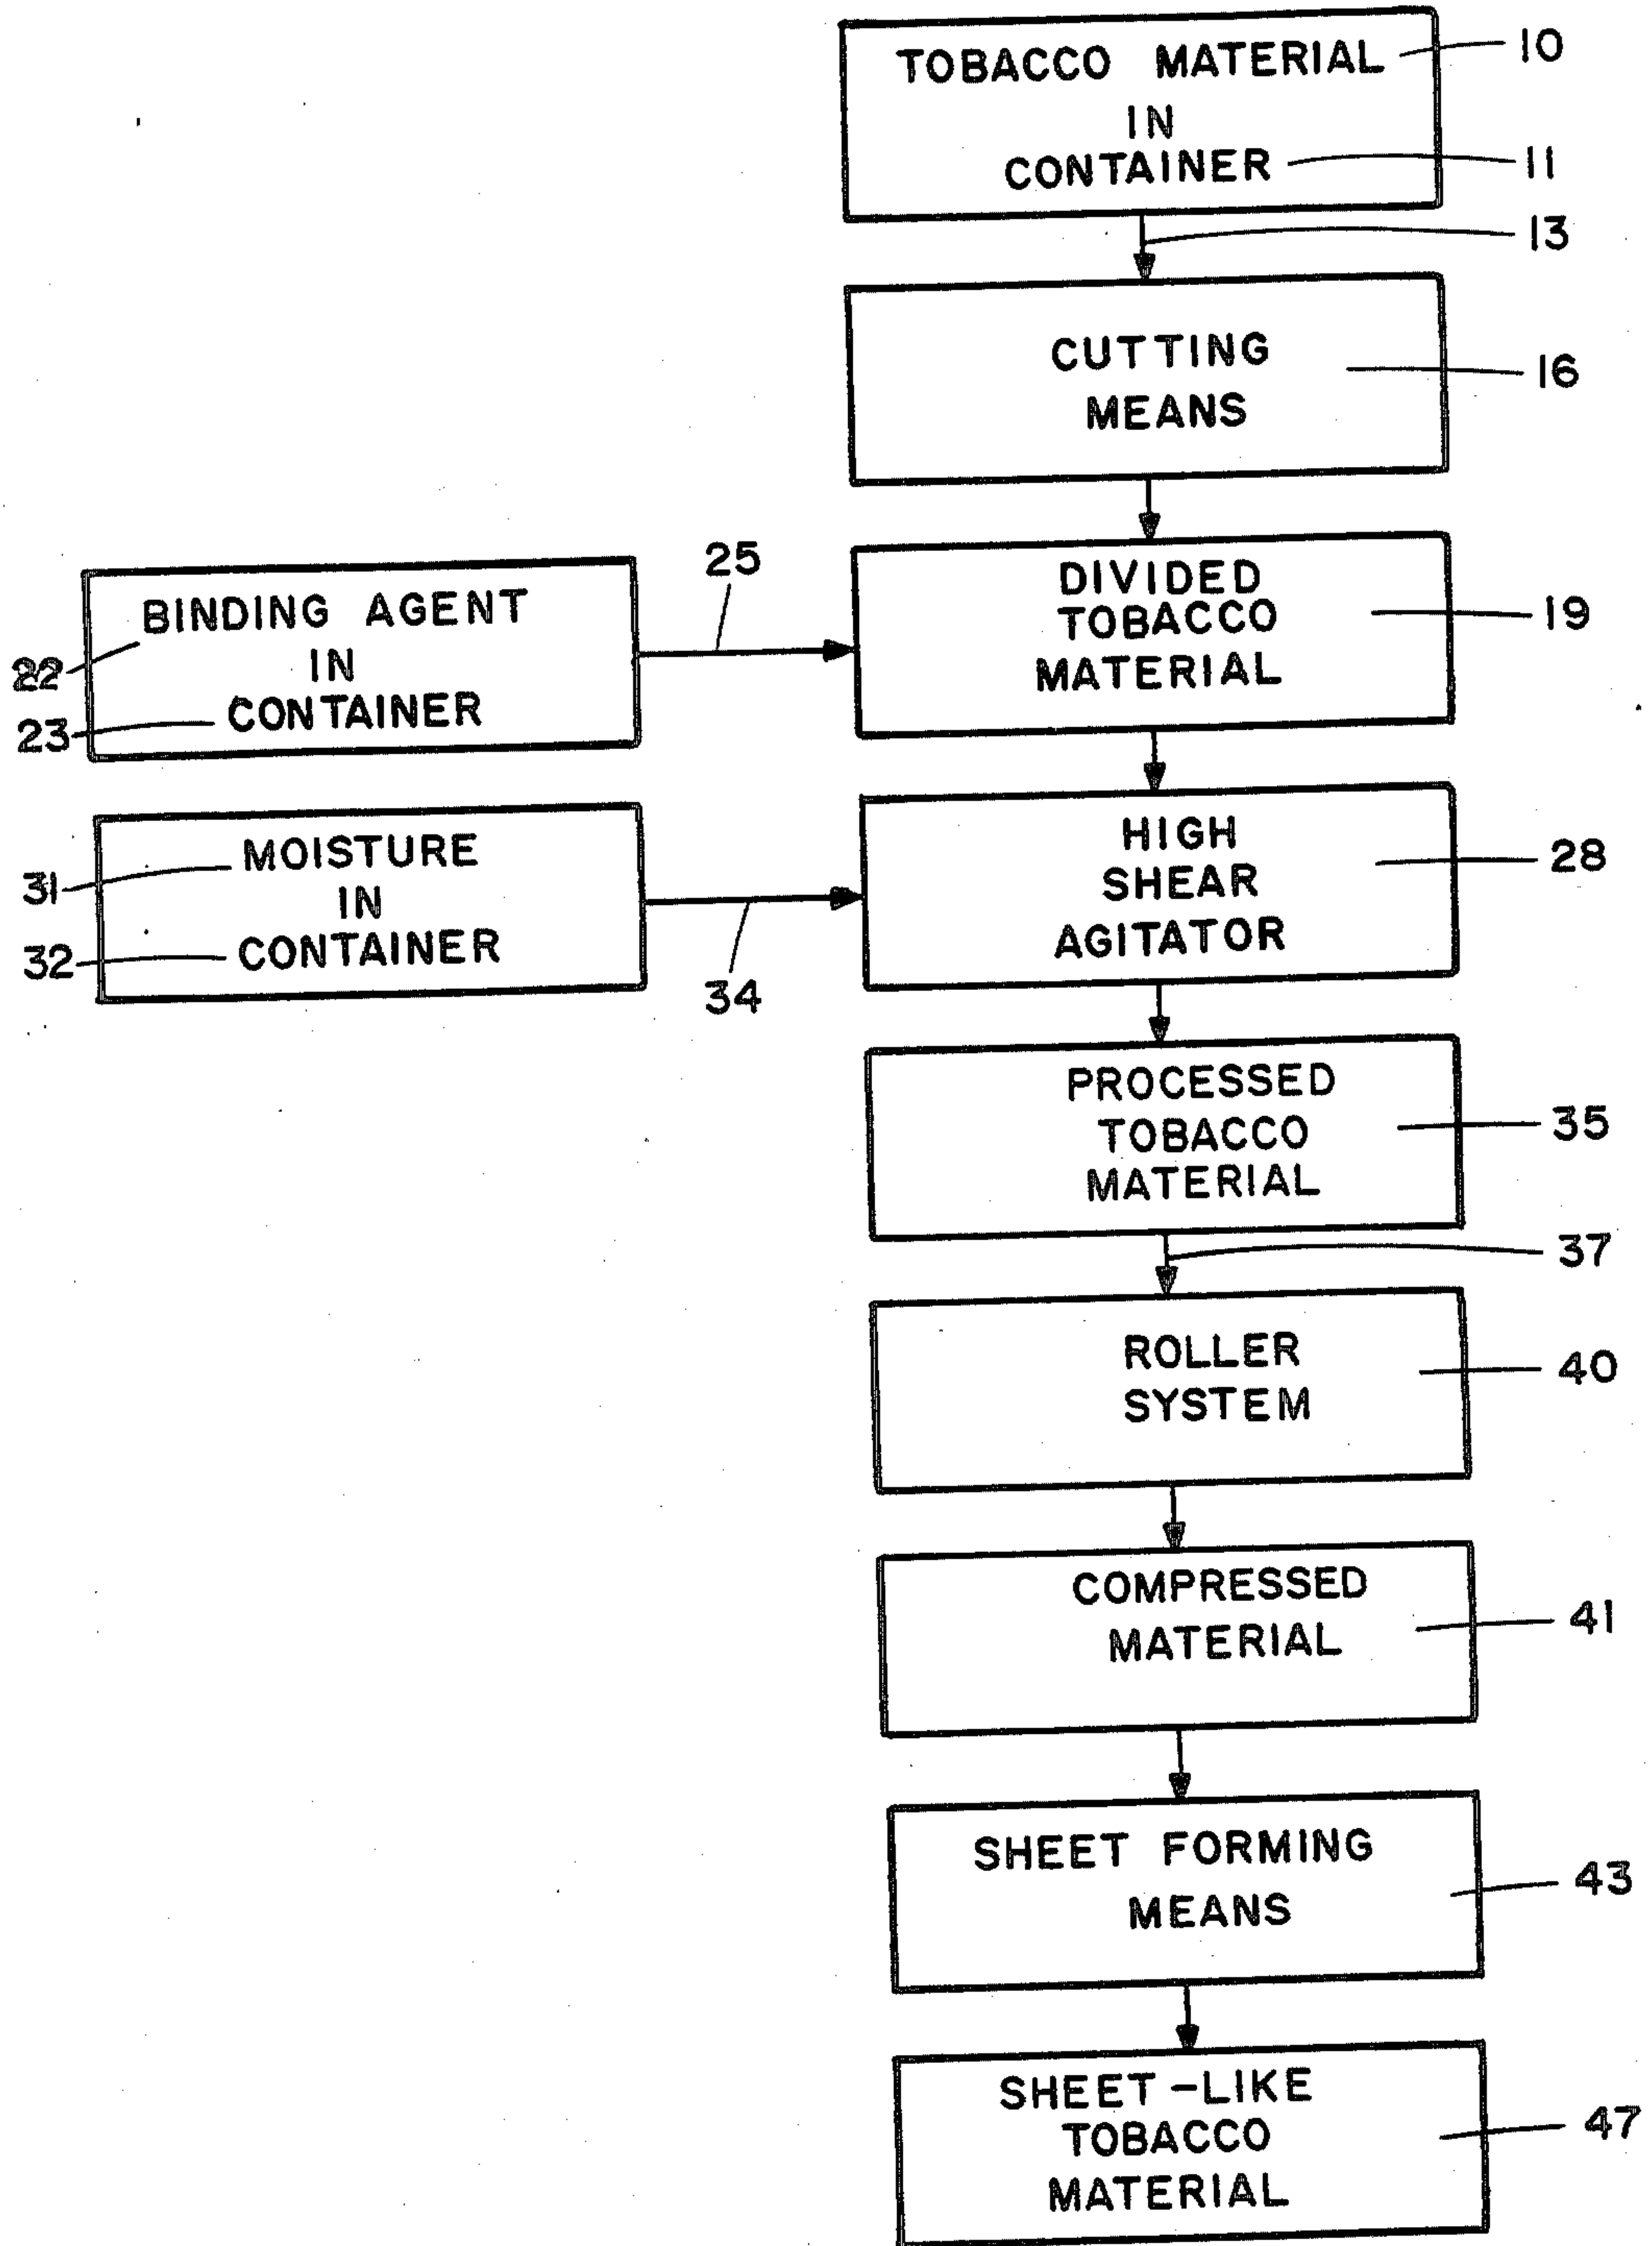 TOBACCO MATERIAL 10
IN
CONTAINER 11
13
CUTTING 16
MEANS
25
BINDING AGENT
22 IN
23 CONTAINER
DIVIDED
TOBACCO 19
MATERIAL
31 MOISTURE
IN
32 CONTAINER
34
HIGH
SHEAR 28
AGITATOR
PROCESSED
TOBACCO 35
MATERIAL
37
ROLLER
SYSTEM 40
COMPRESSED
MATERIAL 41
SHEET FORMING
MEANS 43
SHEET-LIKE
TOBACCO 47
MATERIAL